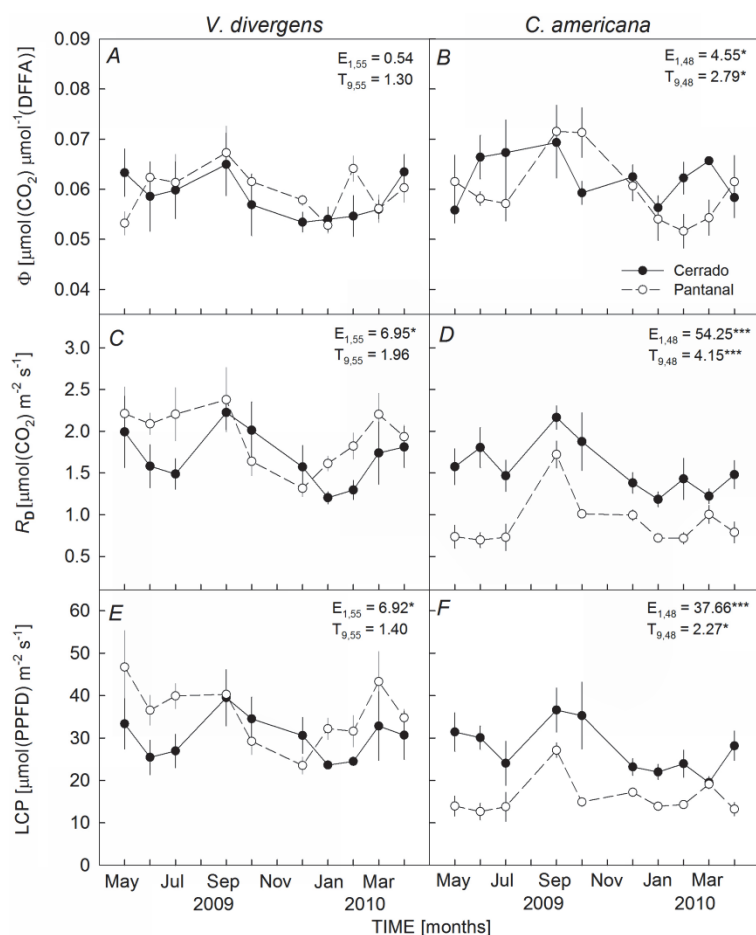 V. divergens
C. americana
A
E1,55 = 0.54
T9,55 = 1.30
B
E1,48 = 4.55*
T9,48 = 2.79*
Φ [μmol(CO2) μmol-1(DFFA)]
0.09
0.08
0.07
0.06
0.05
0.04
Cerrado
Pantanal
C
E1,55 = 6.95*
T9,55 = 1.96
D
E1,48 = 54.25***
T9,48 = 4.15***
RD [μmol(CO2) m-2 s-1]
3.0
2.5
2.0
1.5
1.0
0.5
E
E1,55 = 6.92*
T9,55 = 1.40
F
E1,48 = 37.66***
T9,48 = 2.27*
LCP [μmol(PPFD) m-2 s-1]
60
50
40
30
20
10
0
May Jul Sep Nov Jan Mar
2009 2010
May Jul Sep Nov Jan Mar
2009 2010
TIME [months]